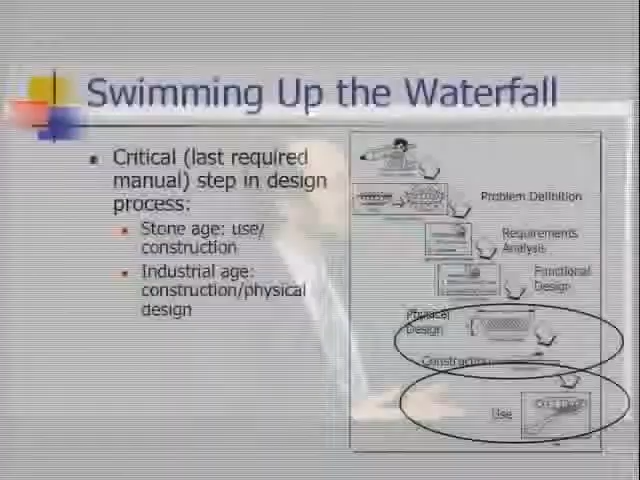 Swimming Up the Waterfall
Critical (last required
manual) step in design
process:
Stone age: use/
construction
Industrial age:
construction/physical
design
Problem Definition
Requirements
Analysis
Functional
Design
Physical
Design
Construction
Use